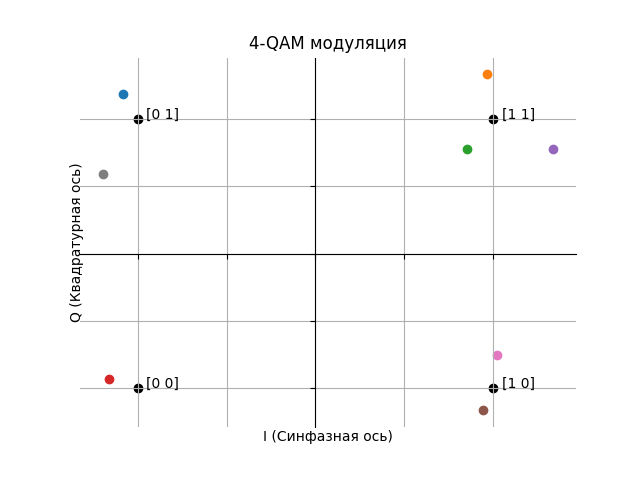 4-QAM модуляция
[0 1]
[1 1]
Q (Квадратурная ось)
[0 0]
[1 0]
I (Синфазная ось)